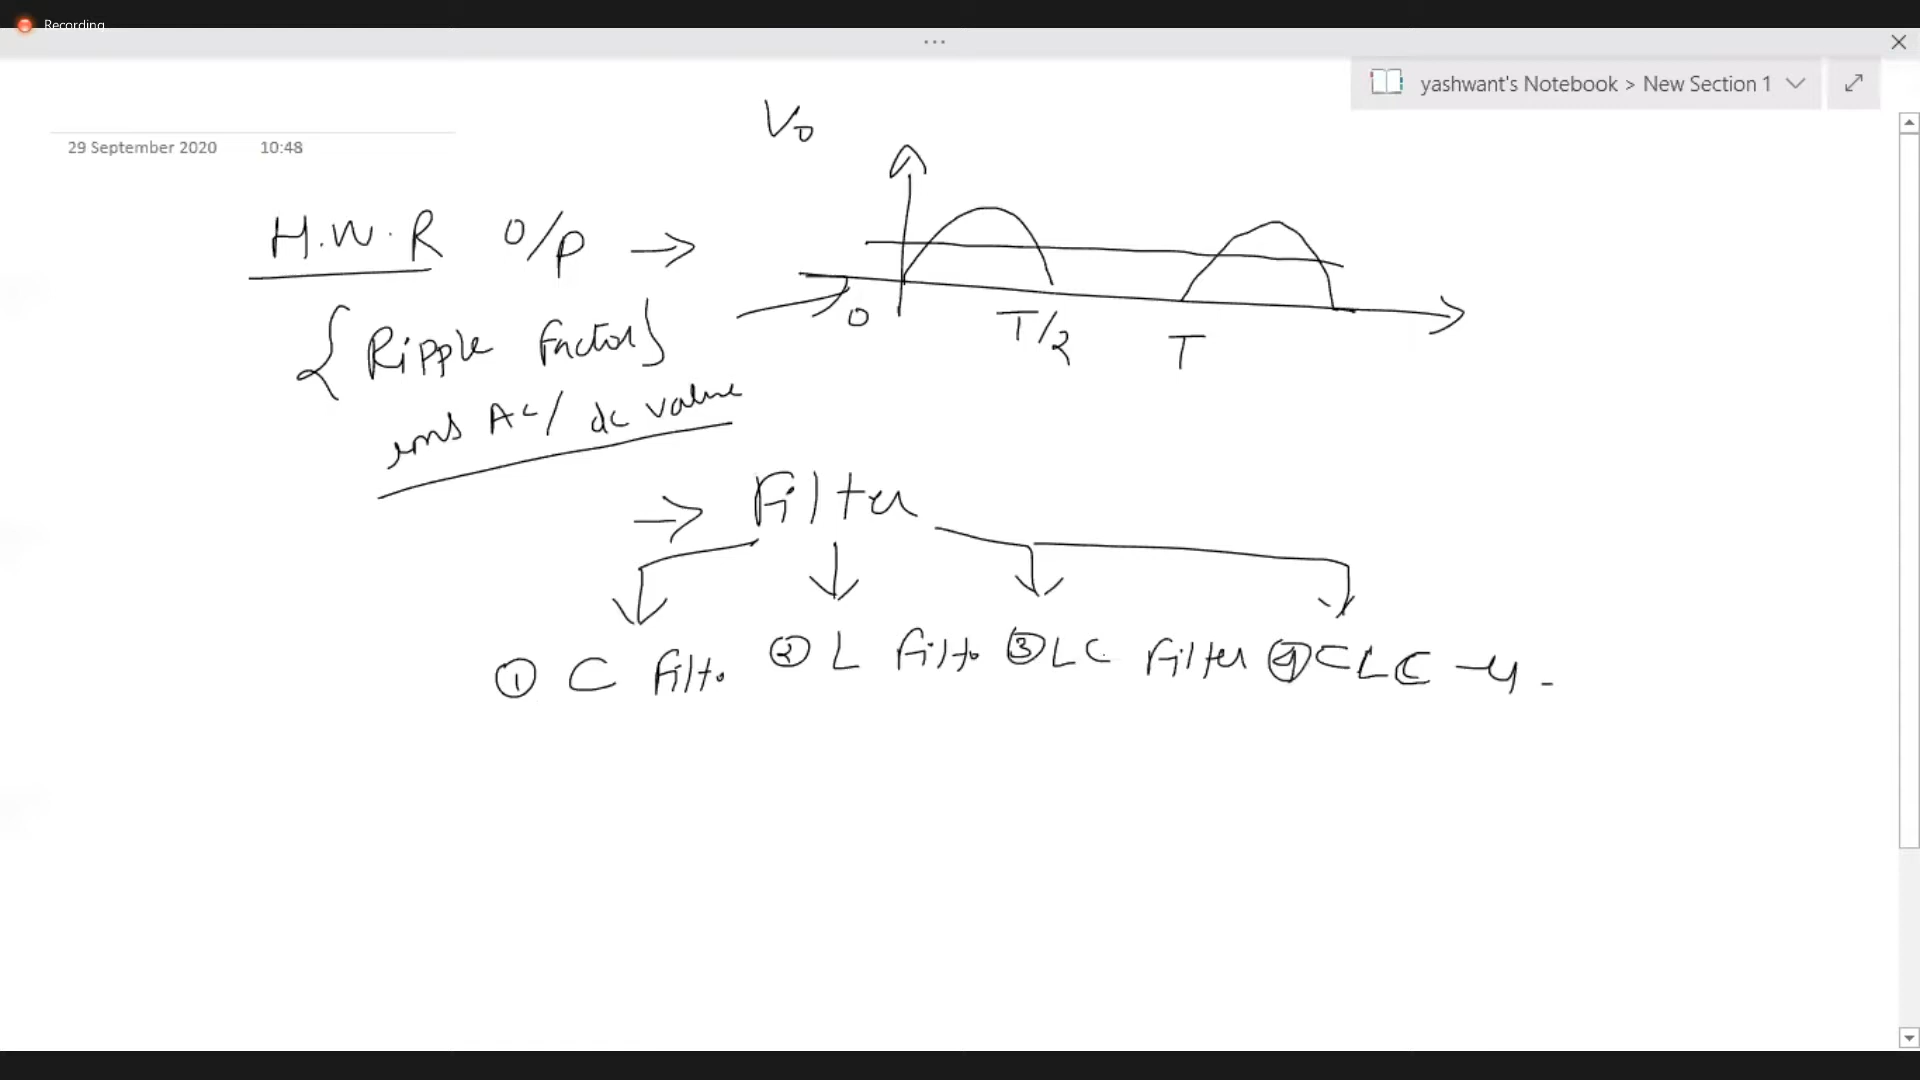 Recording
yashwant's Notebook > New Section 1
29 September 2020 10:48
V0
H.W.R O/P →
{Ripple Factor}
rms AC/ dc value
0 T/2 T
→ Filter
① C Filt. ② L Filt. ③ LC Filter ④ CLC